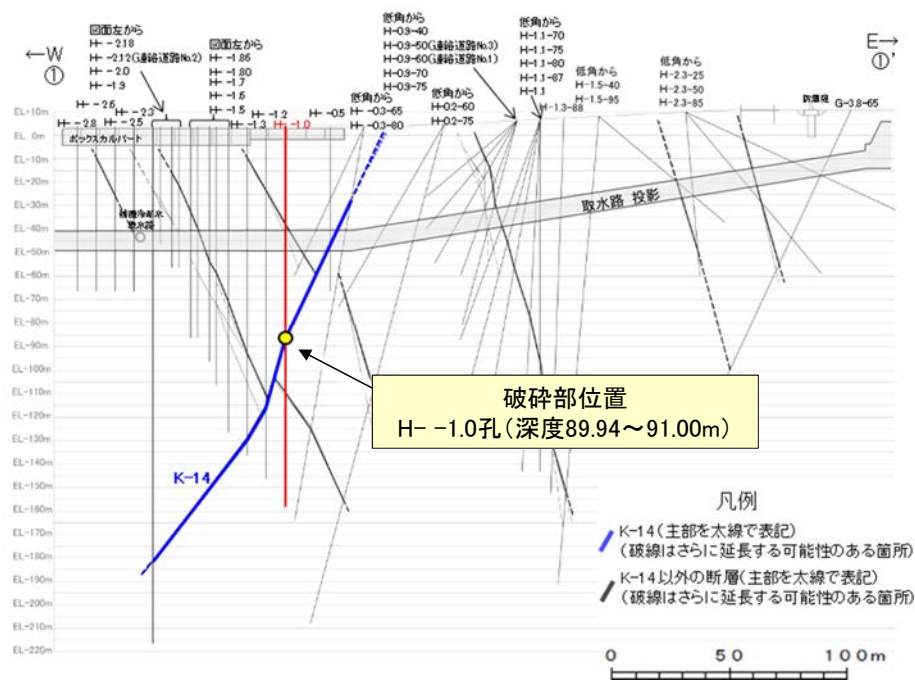 ←W
①
図面左から
H- -2.18
H- -2.12(連絡道路No.2)
H- -2.0
H- -1.9
H- -2.6
H- -2.3
H- -2.8
H- -2.5
図面左から
H- -1.85
H- -1.80
H- -1.7
H- -1.6
H- -1.5
H- -1.3
H- -1.2
H- -1.0
H- -0.5
低角から
H- -0.3-65
H- -0.3-80
低角から
H-0.2-60
H-0.2-75
低角から
H-0.9-40
H-0.9-50(連絡道路No.3)
H-0.9-60(連絡道路No.1)
H-0.9-70
H-0.9-75
低角から
H-1.1-70
H-1.1-75
H-1.1-80
H-1.1-87
H-1.1
H-1.3-88
低角から
H-1.5-40
H-1.5-95
低角から
H-2.3-25
H-2.3-50
H-2.3-85
防潮堤
G-3.8-65
E→
①'
EL+10m
EL 0m
EL-10m
EL-20m
EL-30m
EL-40m
EL-50m
EL-60m
EL-70m
EL-80m
EL-90m
EL-100m
EL-110m
EL-120m
EL-130m
EL-140m
EL-150m
EL-160m
EL-170m
EL-180m
EL-190m
EL-200m
EL-210m
EL-220m
ボックスカルバート
補機冷却水
取水路
取水路 投影
破砕部位置
H- -1.0孔(深度89.94～91.00m)
K-14
凡例
K-14(主部を太線で表記)
(破線はさらに延長する可能性のある箇所)
K-14以外の断層(主部を太線で表記)
(破線はさらに延長する可能性のある箇所)
0 50 100m